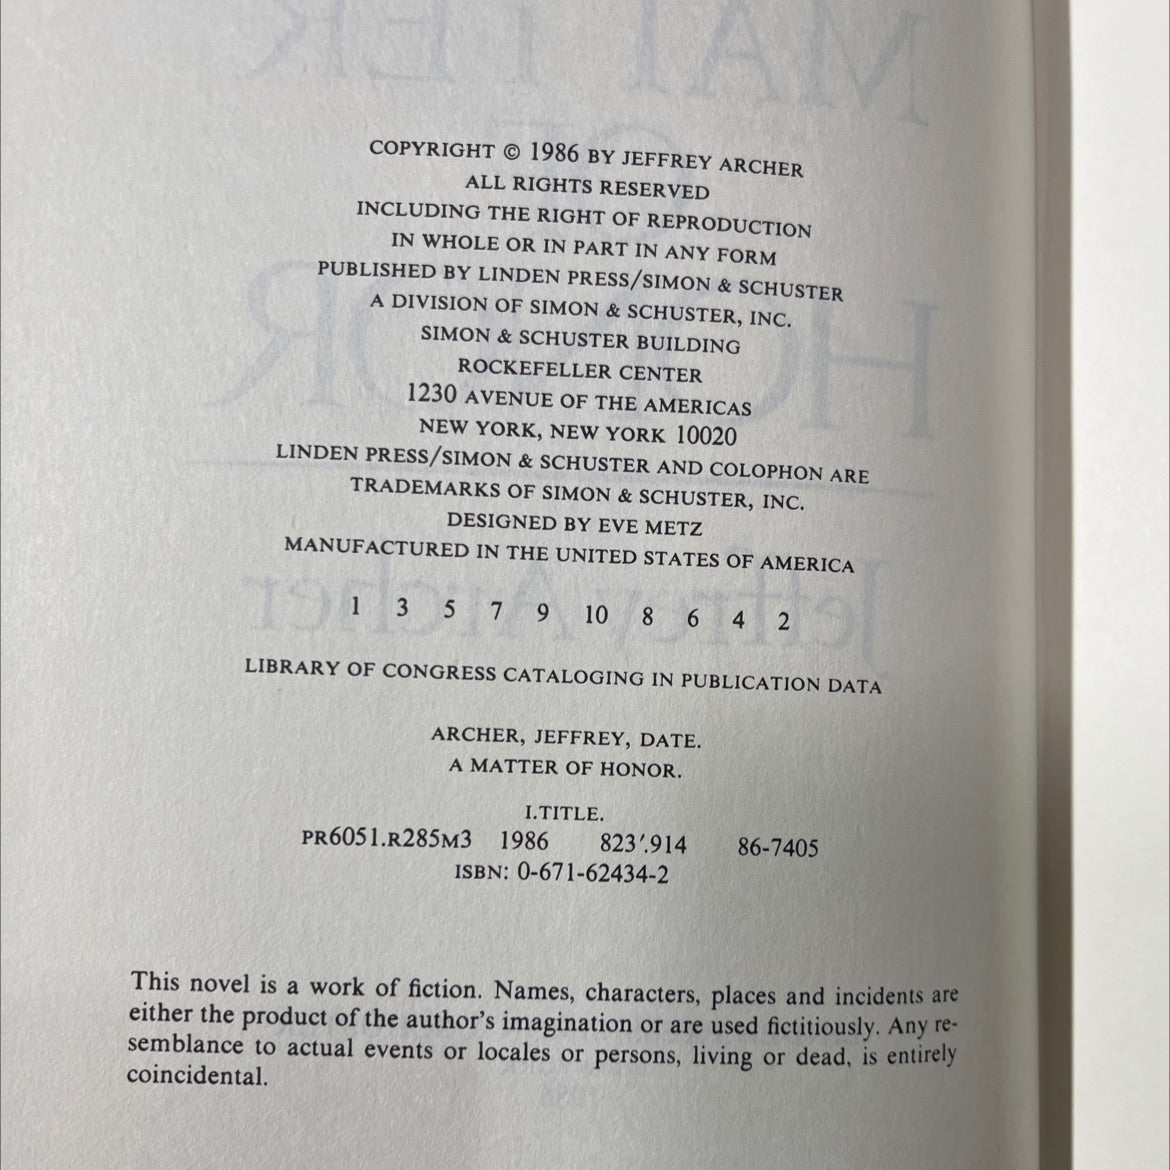 COPYRIGHT © 1986 BY JEFFREY ARCHER
ALL RIGHTS RESERVED
INCLUDING THE RIGHT OF REPRODUCTION
IN WHOLE OR IN PART IN ANY FORM
PUBLISHED BY LINDEN PRESS/SIMON & SCHUSTER
A DIVISION OF SIMON & SCHUSTER, INC.
SIMON & SCHUSTER BUILDING
ROCKEFELLER CENTER
1230 AVENUE OF THE AMERICAS
NEW YORK, NEW YORK 10020
LINDEN PRESS/SIMON & SCHUSTER AND COLOPHON ARE
TRADEMARKS OF SIMON & SCHUSTER, INC.
DESIGNED BY EVE METZ
MANUFACTURED IN THE UNITED STATES OF AMERICA
1 3 5 7 9 10 8 6 4 2
LIBRARY OF CONGRESS CATALOGING IN PUBLICATION DATA
ARCHER, JEFFREY, DATE.
A MATTER OF HONOR.
I.TITLE.
PR6051.R285M3 1986 823′.914 86-7405
ISBN: 0-671-62434-2
This novel is a work of fiction. Names, characters, places and incidents are
either the product of the author's imagination or are used fictitiously. Any re-
semblance to actual events or locales or persons, living or dead, is entirely
coincidental.